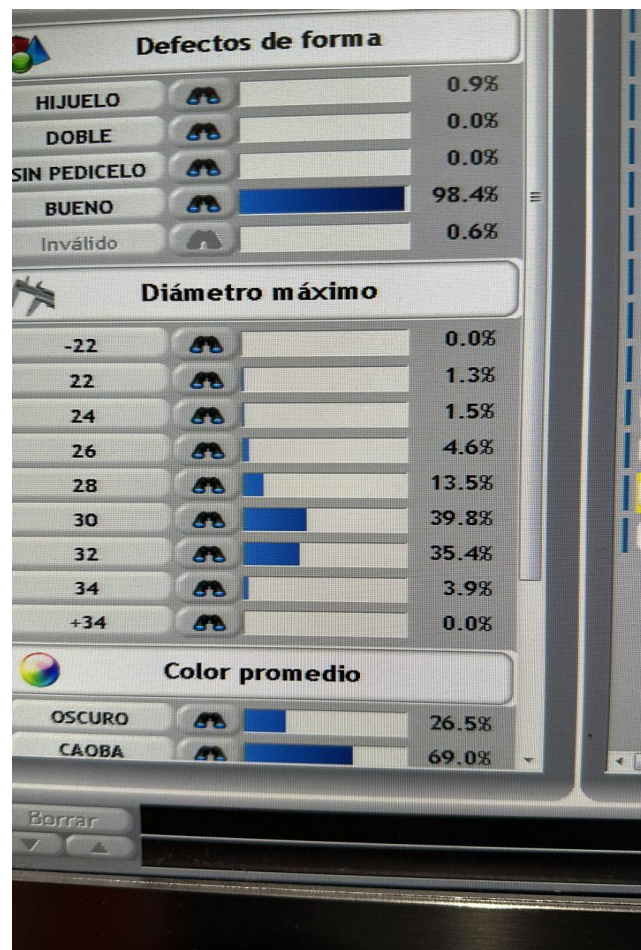 Defectos de forma
HIJUELO 0.9%
DOBLE 0.0%
SIN PEDICELO 0.0%
BUENO 98.4%
Inválido 0.6%
Diámetro máximo
-22 0.0%
22 1.3%
24 1.5%
26 4.6%
28 13.5%
30 39.8%
32 35.4%
34 3.9%
+34 0.0%
Color promedio
OSCURO 26.5%
CAOBA 69.0%
Borrar